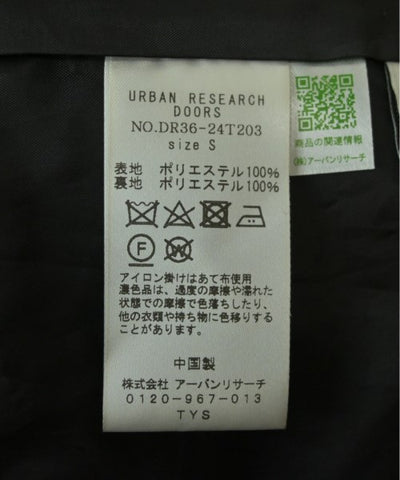 URBAN RESEARCH
DOORS
NO.DR36-24T203
size S
表地 ポリエステル100%
裏地 ポリエステル100%
F
W
アイロン掛けはあて布使用
濃色品は、過度の摩擦や濡れた
状態での摩擦で色落ちしたり、
他の衣類や持ち物に色移りする
ことがあります。
中国製
株式会社 アーバンリサーチ
0120-967-013
TYS
商品の関連情報
(株)アーバンリサーチ